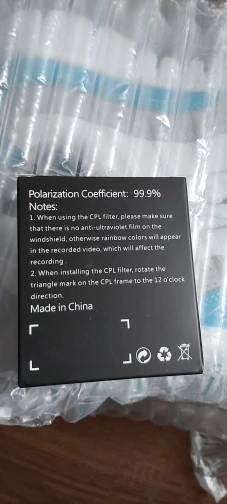 Polarization Coefficient: 99.9%
Notes:
1. When using the CPL filter, please make sure
that there is no anti-ultraviolet film on the
windshield, otherwise rainbow colors will appear
in the recorded video, which will affect the
recording.
2. When installing the CPL filter, rotate the
triangle mark on the CPL frame to the 12 o'clock
direction.
Made in China